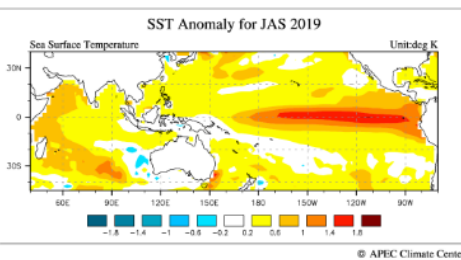 SST Anomaly for JAS 2019
Sea Surface Temperature Unit:deg K
30N
0
30S
60E 90E 120E 150E 180 150W 120W 90W
-1.8 -1.4 -1 -0.6 -0.2 0.2 0.6 1 1.4 1.8
© APEC Climate Cente